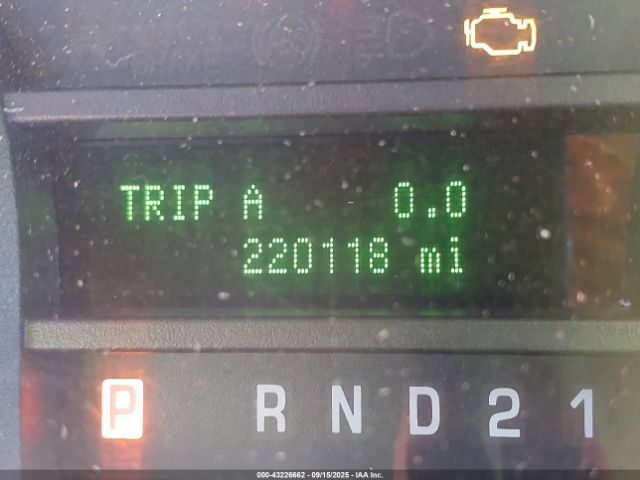 TRIP A 0.0
220118 mi
P R N D 2 1
000-43226662 - 09/15/2025 - IAA Inc.